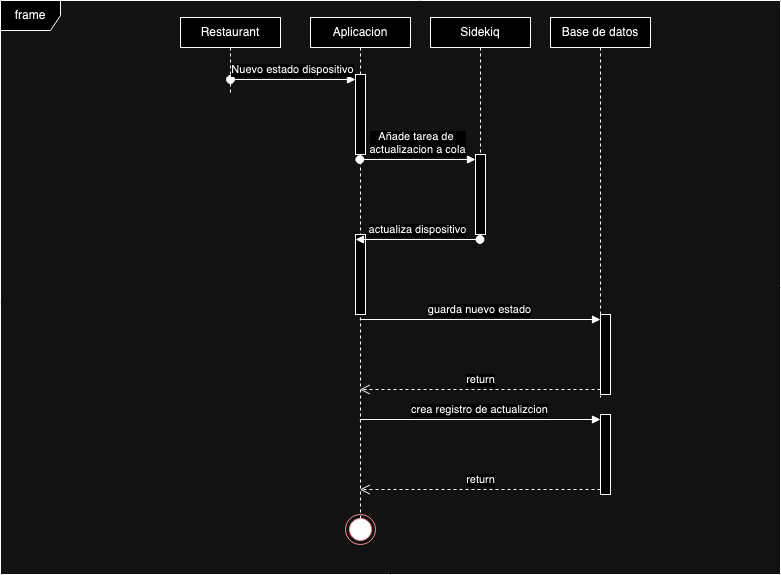 frame
Restaurant
Aplicacion
Sidekiq
Base de datos
Nuevo estado dispositivo
Añade tarea de
actualizacion a cola
actualiza dispositivo
guarda nuevo estado
return
crea registro de actualizcion
return